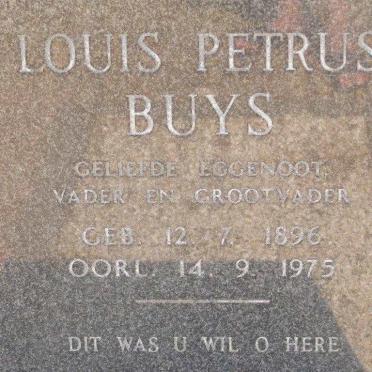 LOUIS PETRUS
BUYS
GELIEFDE EGGENOOT,
VADER EN GROOTVADER
GEB. 12. 7. 1896.
OORL. 14. 9. 1975
DIT WAS U WIL O HERE